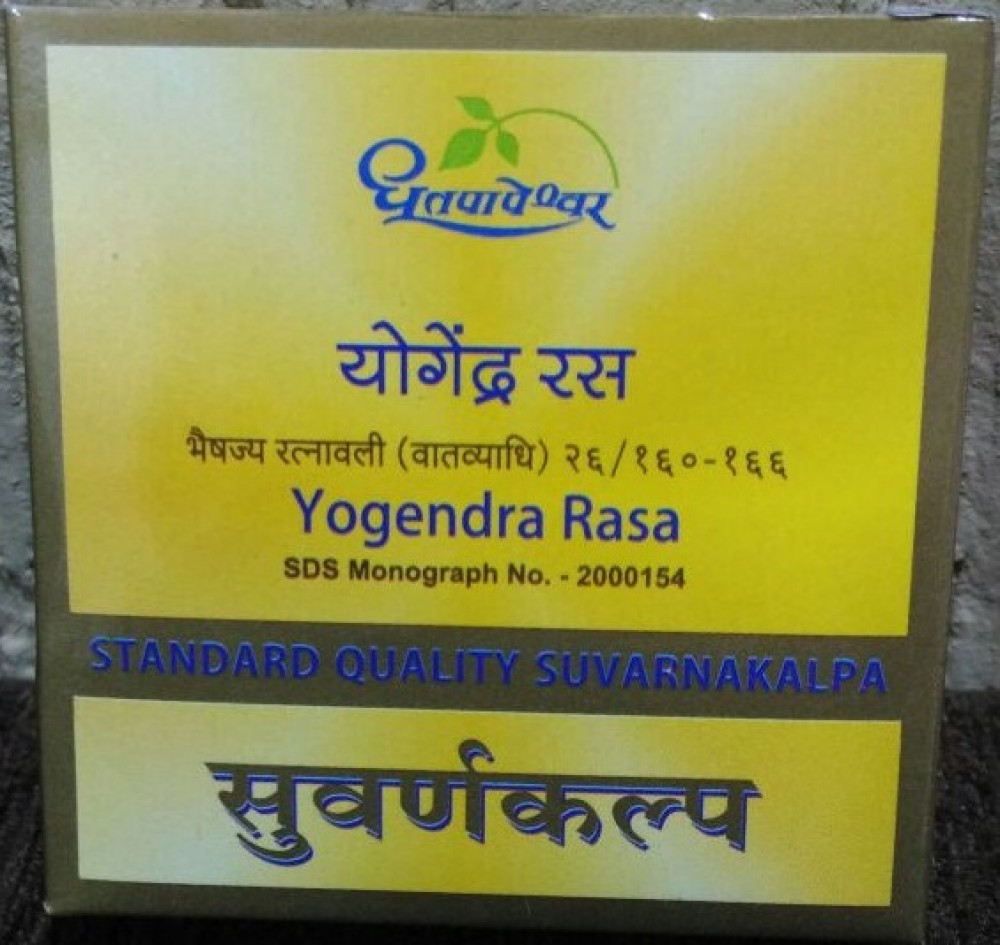 धूतपापेश्वर
योगेंद्र रस
भैषज्य रत्नावली (वातव्याधि) २६/१६०-१६६
Yogendra Rasa
SDS Monograph No. - 2000154
STANDARD QUALITY SUVARNAKALPA
सुवर्णकल्प